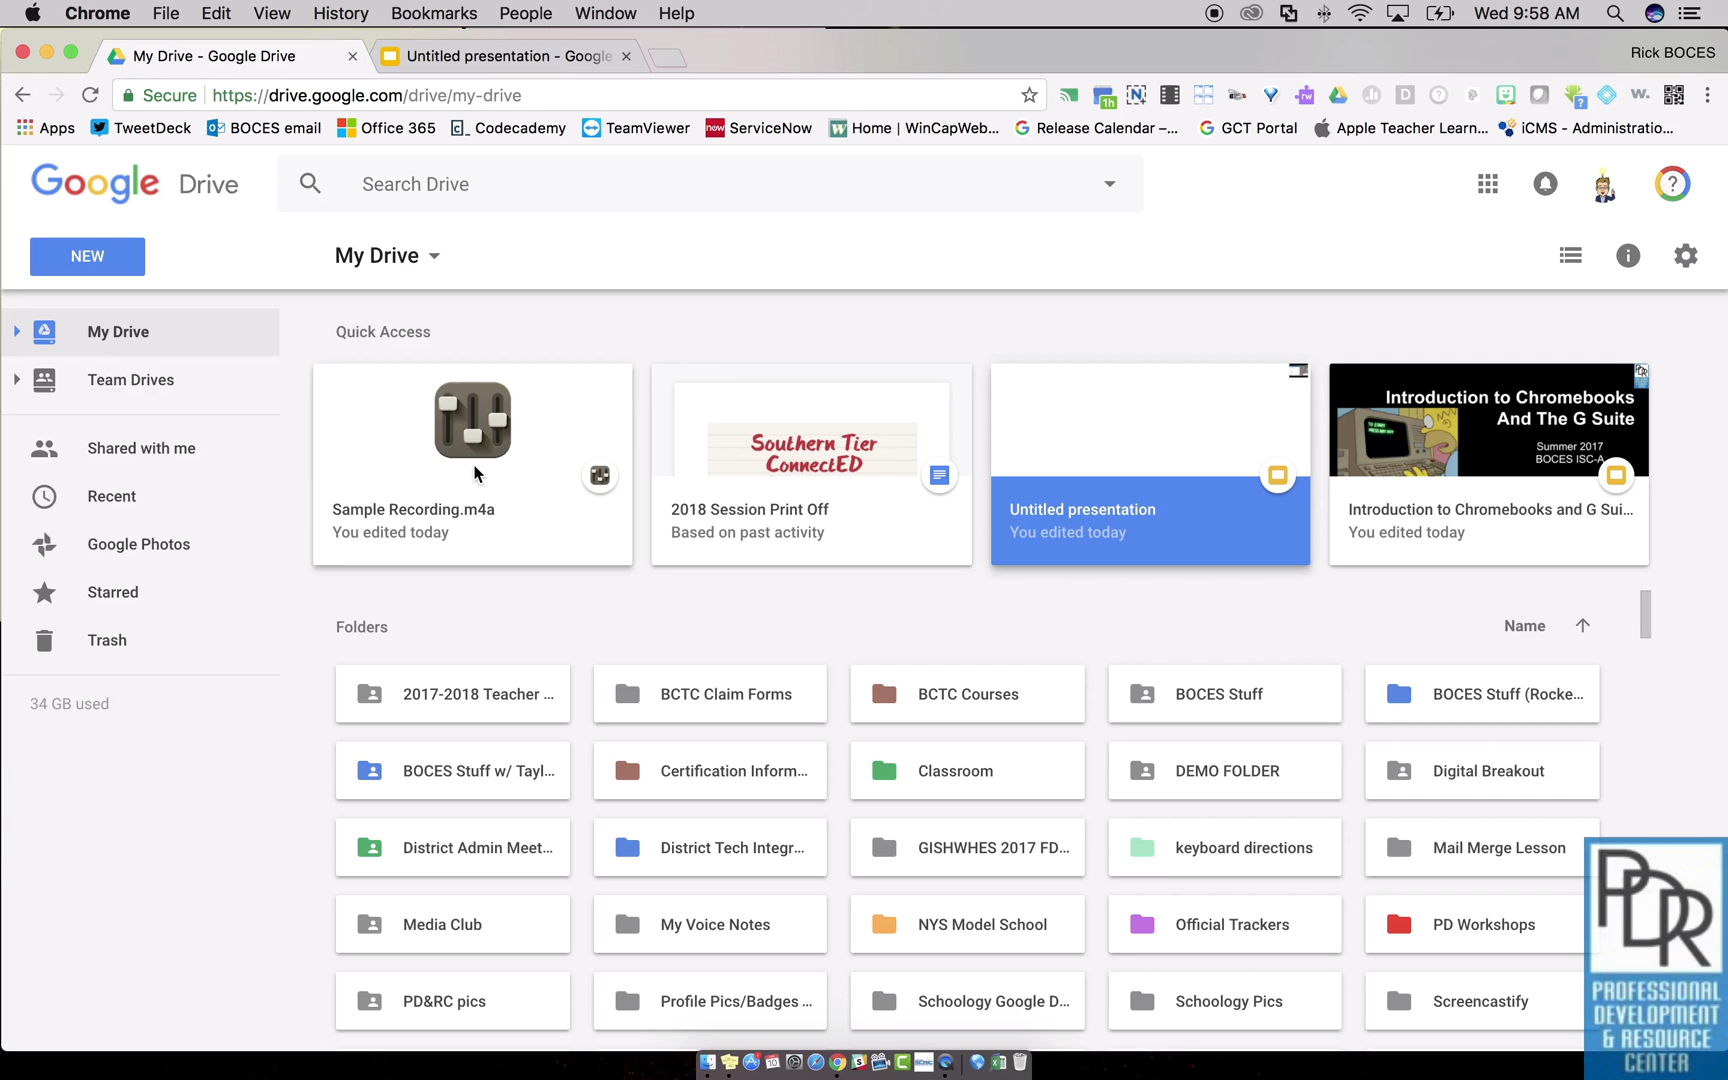 Chrome File Edit View History Bookmarks People Window Help Wed 9:58 AM
My Drive - Google Drive Untitled presentation - Google Rick BOCES
Secure https://drive.google.com/drive/my-drive
Apps TweetDeck BOCES email Office 365 Codecademy TeamViewer now ServiceNow Home | WinCapWeb... Release Calendar –... GCT Portal Apple Teacher Learn... iCMS - Administratio...
Google Drive Search Drive
NEW My Drive
My Drive
Team Drives
Shared with me
Recent
Google Photos
Starred
Trash
34 GB used
Quick Access
Sample Recording.m4a
You edited today
Southern Tier
ConnectED
2018 Session Print Off
Based on past activity
Untitled presentation
You edited today
Introduction to Chromebooks
And The G Suite
Summer 2017
BOCES ISC-A
Introduction to Chromebooks and G Sui...
You edited today
Folders Name
2017-2018 Teacher ... BCTC Claim Forms BCTC Courses BOCES Stuff BOCES Stuff (Rocke...
BOCES Stuff w/ Tayl... Certification Inform... Classroom DEMO FOLDER Digital Breakout
District Admin Meet... District Tech Integr... GISHWHES 2017 FD... keyboard directions Mail Merge Lesson
Media Club My Voice Notes NYS Model School Official Trackers PD Workshops
PD&RC pics Profile Pics/Badges ... Schoology Google D... Schoology Pics Screencastify
PDR
PROFESSIONAL
DEVELOPMENT
& RESOURCE
CENTER